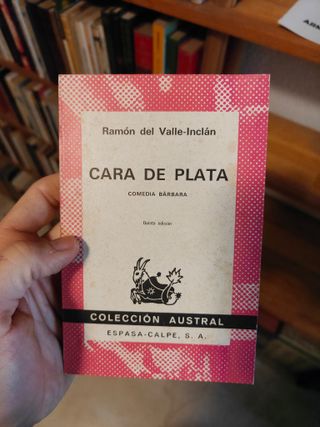 Ramón del Valle-Inclán
CARA DE PLATA
COMEDIA BÁRBARA
Quinta edición
COLECCIÓN AUSTRAL
ESPASA-CALPE, S. A.